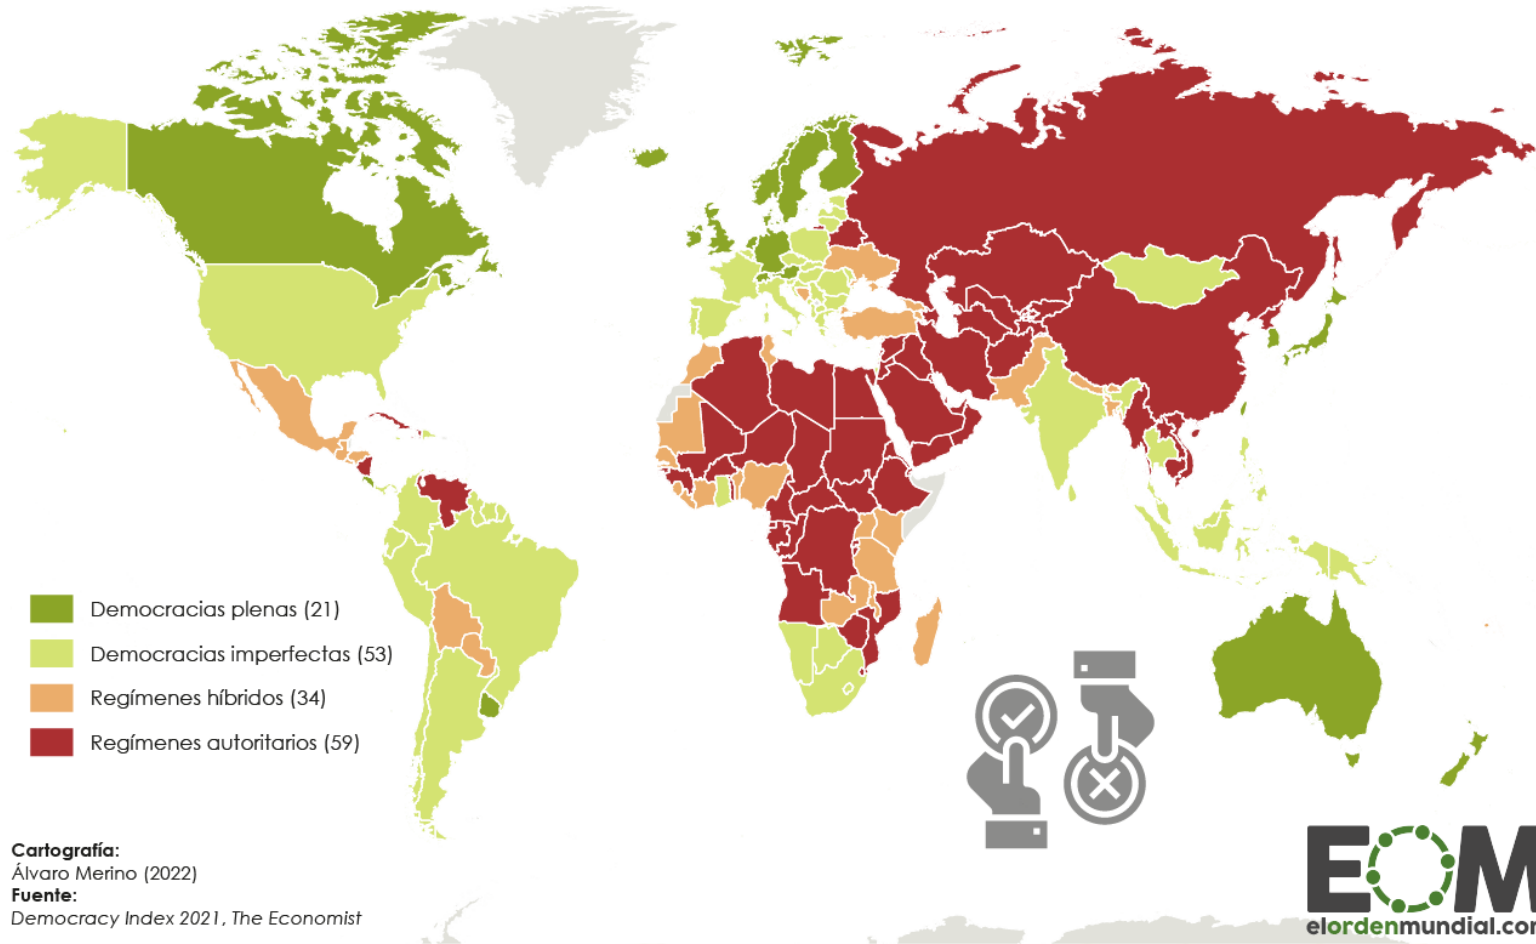 Democracias plenas (21)
Democracias imperfectas (53)
Regímenes híbridos (34)
Regímenes autoritarios (59)
Cartografía:
Álvaro Merino (2022)
Fuente:
Democracy Index 2021, The Economist
EOM
elordenmundial.com